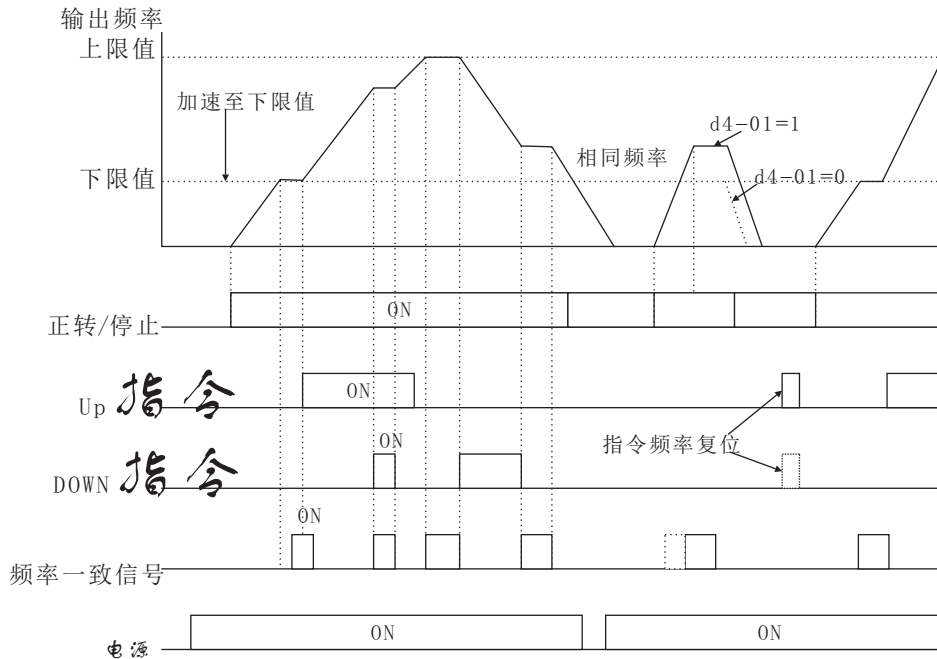 输出频率
上限值
加速至下限值
d4-01=1
相同频率
下限值
d4-01=0
ON
正转/停止
ON
Up 指令
ON
指令频率复位
DOWN 指令
ON
频率一致信号
ON
ON
电源